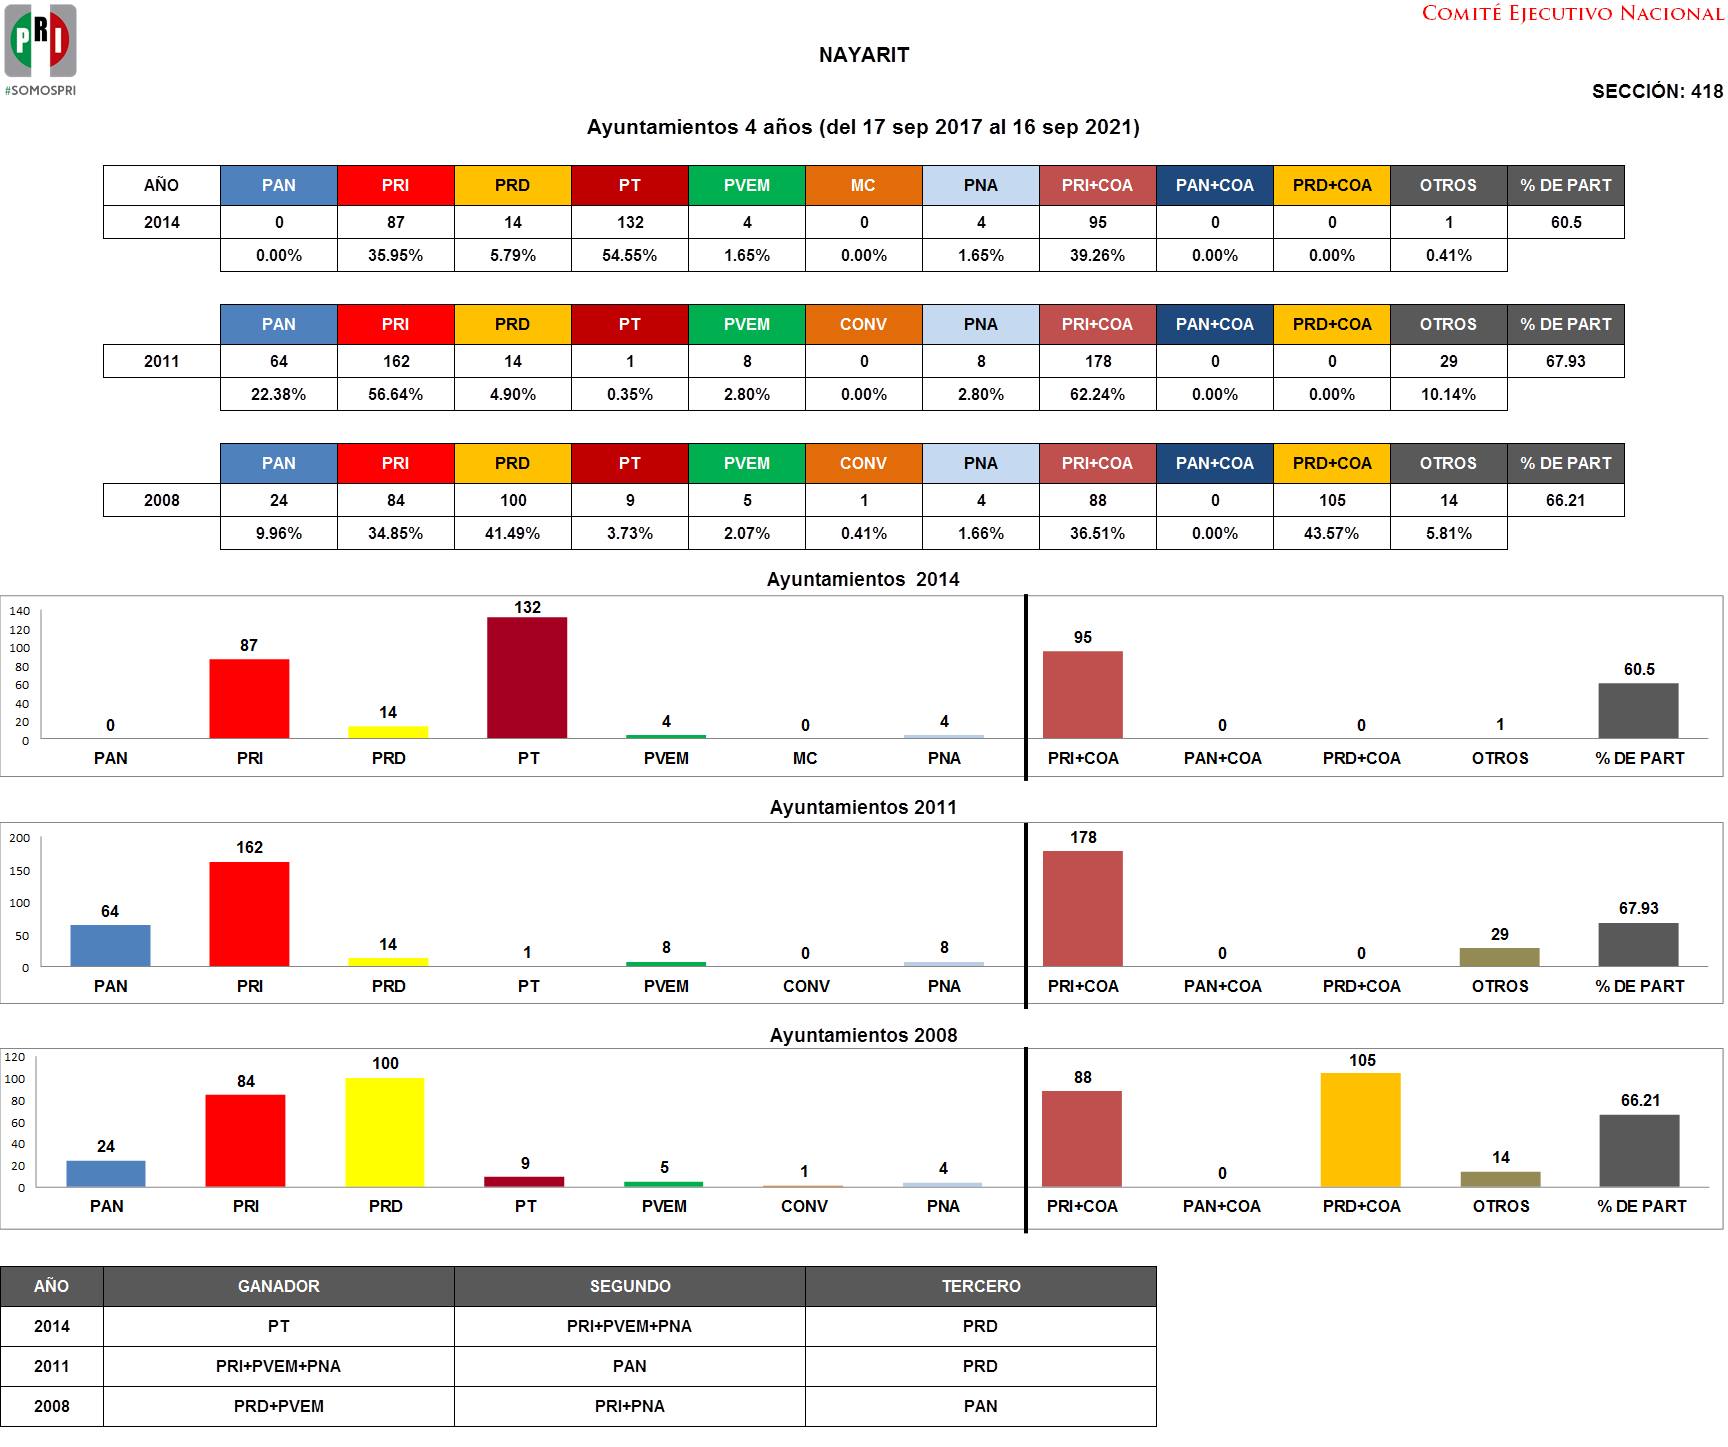 PRI
#SOMOSPRI
COMITÉ EJECUTIVO NACIONAL
NAYARIT
SECCIÓN: 418
Ayuntamientos 4 años (del 17 sep 2017 al 16 sep 2021)
AÑO PAN PRI PRD PT PVEM MC PNA PRI+COA PAN+COA PRD+COA OTROS % DE PART
2014 0 87 14 132 4 0 4 95 0 0 1 60.5
0.00% 35.95% 5.79% 54.55% 1.65% 0.00% 1.65% 39.26% 0.00% 0.00% 0.41%
PAN PRI PRD PT PVEM CONV PNA PRI+COA PAN+COA PRD+COA OTROS % DE PART
2011 64 162 14 1 8 0 8 178 0 0 29 67.93
22.38% 56.64% 4.90% 0.35% 2.80% 0.00% 2.80% 62.24% 0.00% 0.00% 10.14%
PAN PRI PRD PT PVEM CONV PNA PRI+COA PAN+COA PRD+COA OTROS % DE PART
2008 24 84 100 9 5 1 4 88 0 105 14 66.21
9.96% 34.85% 41.49% 3.73% 2.07% 0.41% 1.66% 36.51% 0.00% 43.57% 5.81%
Ayuntamientos 2014
140
120
100
80
60
40
20
0
0 87 14 132 4 0 4 95 0 0 1 60.5
PAN PRI PRD PT PVEM MC PNA PRI+COA PAN+COA PRD+COA OTROS % DE PART
Ayuntamientos 2011
200
150
100
50
0
64 162 14 1 8 0 8 178 0 0 29 67.93
PAN PRI PRD PT PVEM CONV PNA PRI+COA PAN+COA PRD+COA OTROS % DE PART
Ayuntamientos 2008
120
100
80
60
40
20
0
24 84 100 9 5 1 4 88 0 105 14 66.21
PAN PRI PRD PT PVEM CONV PNA PRI+COA PAN+COA PRD+COA OTROS % DE PART
AÑO GANADOR SEGUNDO TERCERO
2014 PT PRI+PVEM+PNA PRD
2011 PRI+PVEM+PNA PAN PRD
2008 PRD+PVEM PRI+PNA PAN